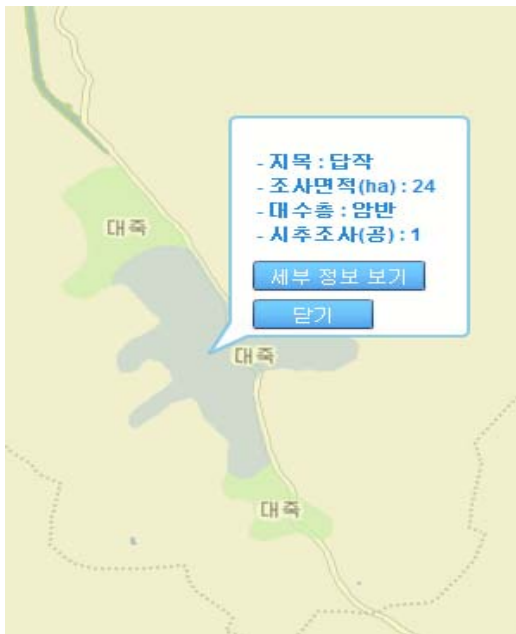 - 지목 : 답작
- 조사면적(ha) : 24
- 대수층 : 암반
- 시추조사(공) : 1
세부 정보 보기
닫기
대죽
대죽
대죽